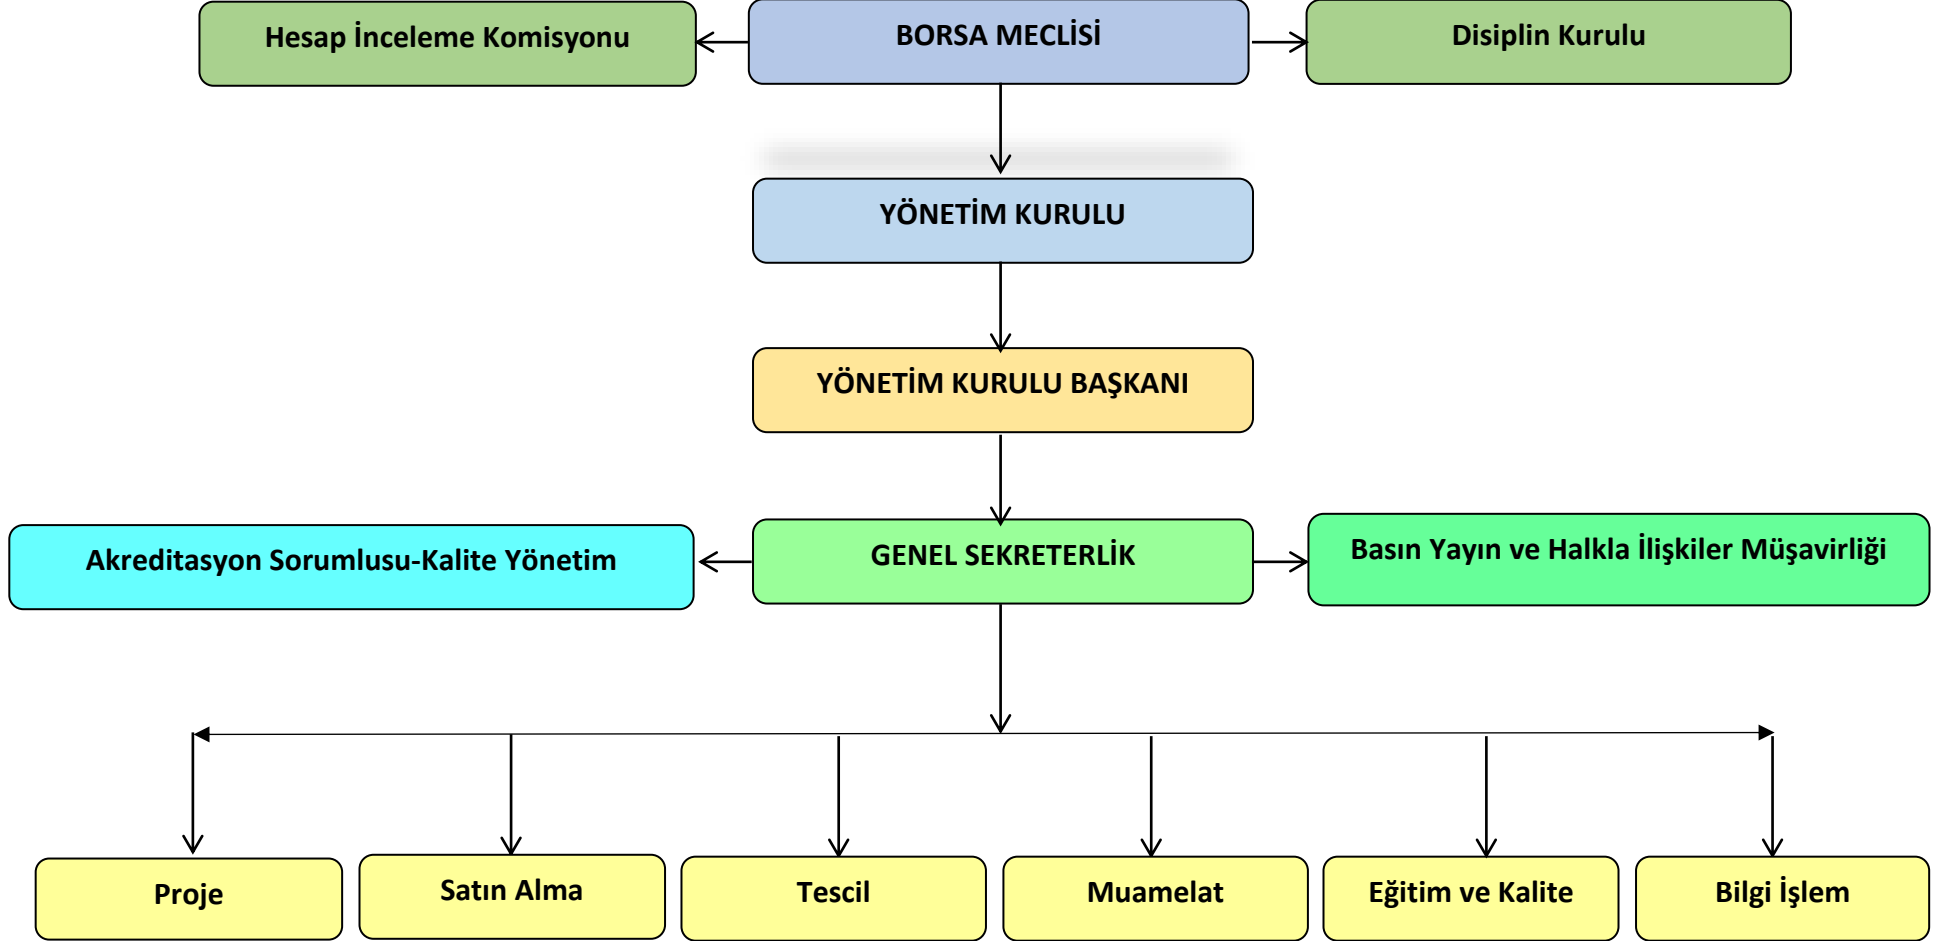 Hesap İnceleme Komisyonu
BORSA MECLİSİ
Disiplin Kurulu
YÖNETİM KURULU
YÖNETİM KURULU BAŞKANI
Akreditasyon Sorumlusu-Kalite Yönetim
GENEL SEKRETERLİK
Basın Yayın ve Halkla İlişkiler Müşavirliği
Proje
Satın Alma
Tescil
Muamelat
Eğitim ve Kalite
Bilgi İşlem